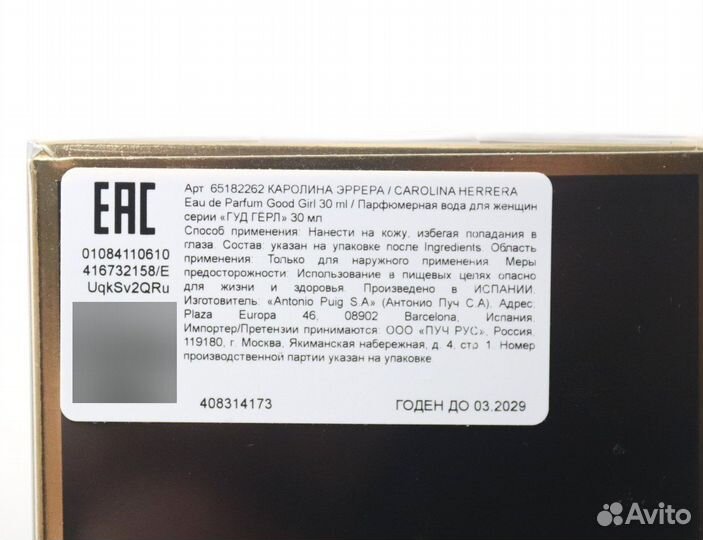 EAC
01084110610
416732158/E
UqkSv2QRu
Арт 65182262 КАРОЛИНА ЭРРЕРА / CAROLINA HERRERA
Eau de Parfum Good Girl 30 ml / Парфюмерная вода для женщин
серии «ГУД ГЁРЛ» 30 мл
Способ применения: Нанести на кожу, избегая попадания в
глаза Состав указан на упаковке после Ingredients. Область
применения: Только для наружного применения Меры
предосторожности: Использование в пищевых целях опасно
для жизни и здоровья. Произведено в ИСПАНИИ.
Изготовитель: «Antonio Puig S.A» (Антонио Пуч С.А), Адрес:
Plaza Europa 46, 08902 Barcelona, Испания.
Импортер/Претензии принимаются: ООО «ПУЧ РУС», Россия,
119180, г. Москва, Якиманская набережная, д. 4, стр 1. Номер
производственной партии указан на упаковке
408314173
ГОДЕН ДО 03.2029
Avito